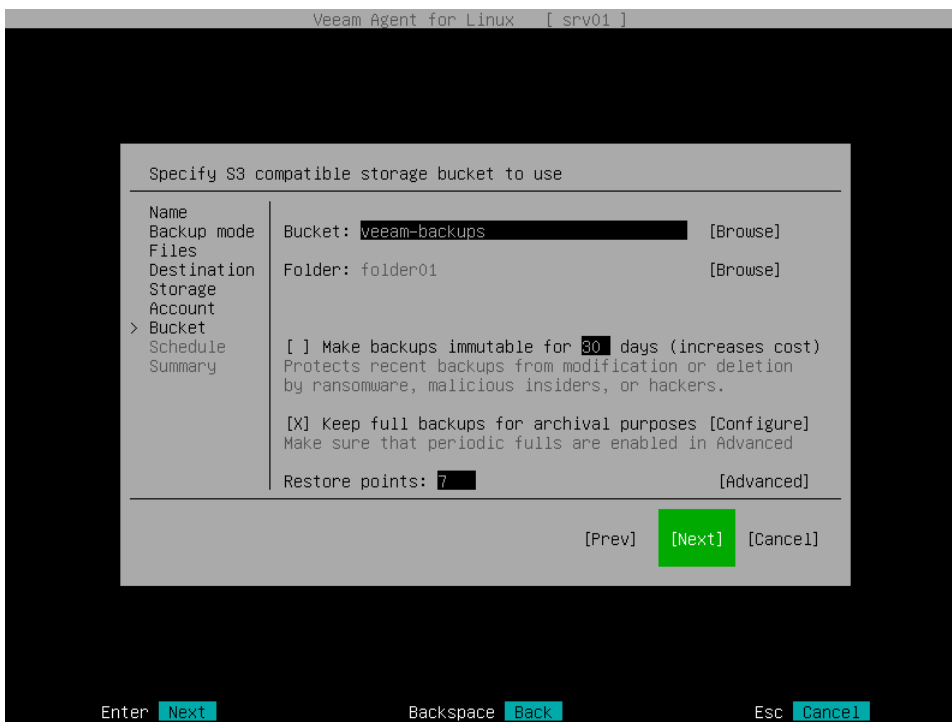 Veeam Agent for Linux [ srv01 ]
Specify S3 compatible storage bucket to use
Name
Backup mode
Files
Destination
Storage
Account
> Bucket
Schedule
Summary
Bucket: veeam-backups [Browse]
Folder: folder01 [Browse]
[ ] Make backups immutable for 30 days (increases cost)
Protects recent backups from modification or deletion
by ransomware, malicious insiders, or hackers.
[X] Keep full backups for archival purposes [Configure]
Make sure that periodic fulls are enabled in Advanced
Restore points: 7 [Advanced]
[Prev] [Next] [Cancel]
Enter Next Backspace Back Esc Cancel